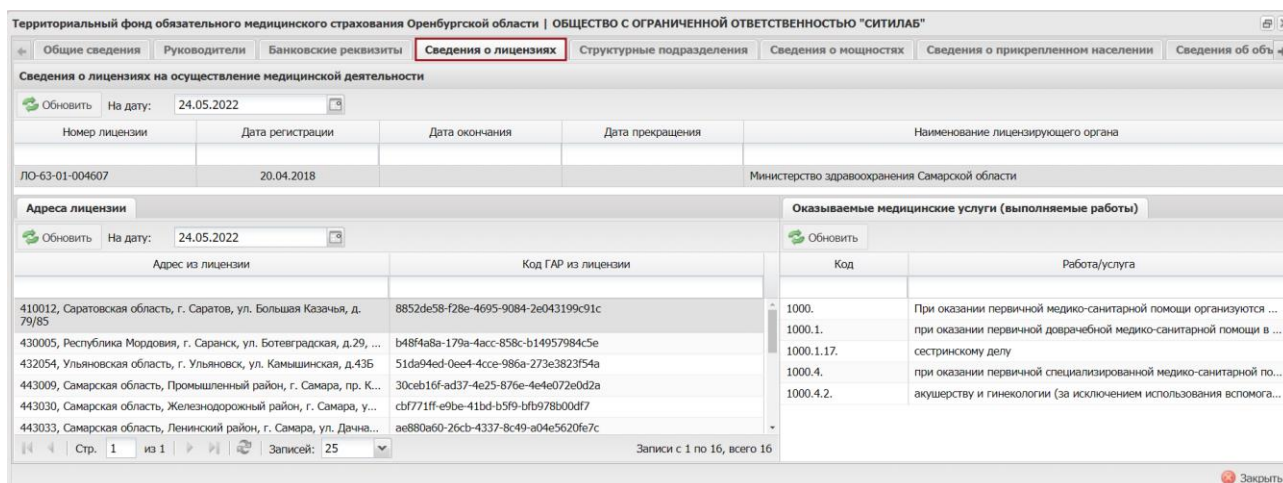 Территориальный фонд обязательного медицинского страхования Оренбургской области | ОБЩЕСТВО С ОГРАНИЧЕННОЙ ОТВЕТСТВЕННОСТЬЮ "СИТИЛАБ"
Общие сведения Руководители Банковские реквизиты Сведения о лицензиях Структурные подразделения Сведения о мощностях Сведения о прикрепленном населении Сведения об объ
Сведения о лицензиях на осуществление медицинской деятельности
Обновить На дату: 24.05.2022
Номер лицензии Дата регистрации Дата окончания Дата прекращения Наименование лицензирующего органа
ЛО-63-01-004607 20.04.2018 Министерство здравоохранения Самарской области
Адреса лицензии
Обновить На дату: 24.05.2022
Адрес из лицензии Код ГАР из лицензии
410012, Саратовская область, г. Саратов, ул. Большая Казачья, д. 8852de58-f28e-4695-9084-2e043199c91c
79/85
430005, Республика Мордовия, г. Саранск, ул. Ботевградская, д.29, ... b48f4a8a-179a-4acc-858c-b14957984c5e
432054, Ульяновская область, г. Ульяновск, ул. Камышинская, д.43Б 51da94ed-0ee4-4cce-986a-273e3823f54a
443009, Самарская область, Промышленный район, г. Самара, пр. К... 30ceb16f-ad37-4e25-876e-4e4e072e0d2a
443030, Самарская область, Железнодорожный район, г. Самара, у... cbf771ff-e9be-41bd-b5f9-bfb978b00df7
443033, Самарская область, Ленинский район, г. Самара, ул. Дачна... ae880a60-26cb-4337-8c49-a04e5620fe7c
Стр. 1 из 1 Записей: 25 Записи с 1 по 16, всего 16
Оказываемые медицинские услуги (выполняемые работы)
Обновить
Код Работа/услуга
1000. При оказании первичной медико-санитарной помощи организуются ...
1000.1. при оказании первичной доврачебной медико-санитарной помощи в ...
1000.1.17. сестринскому делу
1000.4. при оказании первичной специализированной медико-санитарной по...
1000.4.2. акушерству и гинекологии (за исключением использования вспомога...
Закрыть